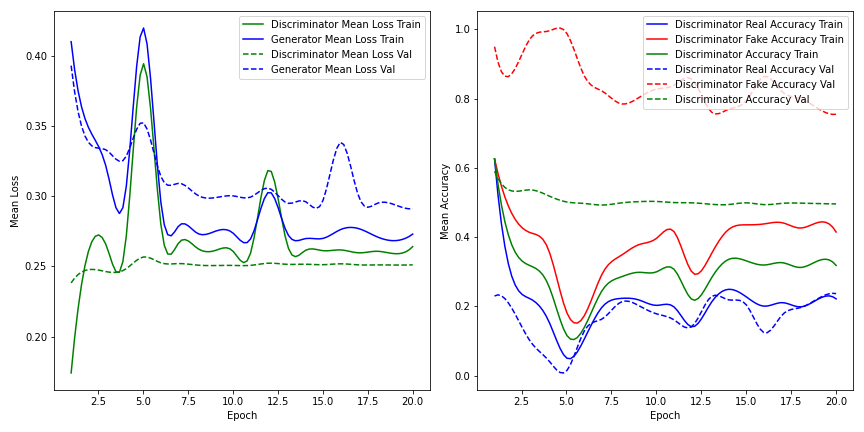 Discriminator Mean Loss Train
Generator Mean Loss Train
Discriminator Mean Loss Val
Generator Mean Loss Val
0.40
0.35
0.30
0.25
0.20
Mean Loss
2.5 5.0 7.5 10.0 12.5 15.0 17.5 20.0
Epoch
Discriminator Real Accuracy Train
Discriminator Fake Accuracy Train
Discriminator Accuracy Train
Discriminator Real Accuracy Val
Discriminator Fake Accuracy Val
Discriminator Accuracy Val
1.0
0.8
0.6
0.4
0.2
0.0
Mean Accuracy
2.5 5.0 7.5 10.0 12.5 15.0 17.5 20.0
Epoch